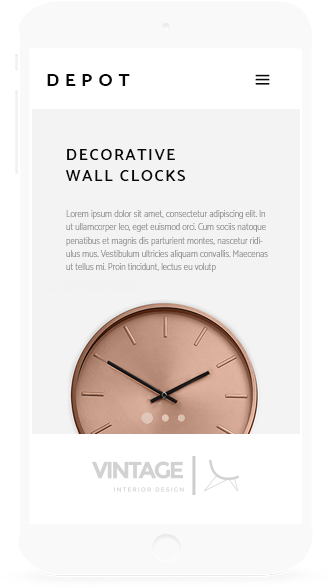 DEPOT
DECORATIVE
WALL CLOCKS
Lorem ipsum dolor sit amet, consectetur adipiscing elit. In
ut ullamcorper leo, eget euismod orci. Cum sociis natoque
penatibus et magnis dis parturient montes, nascetur ridi-
ulus mus. Vestibulum ultricies aliquam convallis. Maecenas
ut tellus mi. Proin tincidunt, lectus eu volutp
VINTAGE
INTERIOR DESIGN